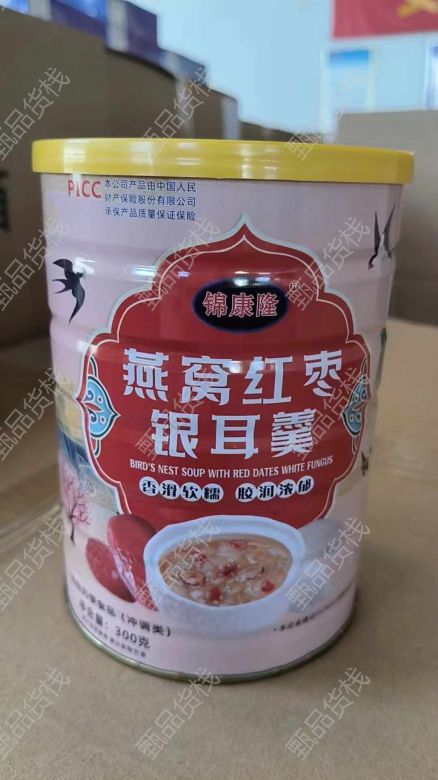 PICC 本公司产品由中国人民
财产保险股份有限公司
承保产品质量保证保险
锦康隆®
燕窝红枣
银耳羹
BIRD'S NEST SOUP WITH RED DATES WHITE FUNGUS
香滑软糯 胶润浓郁
(冲调类)
净含量: 300克
甄品货栈